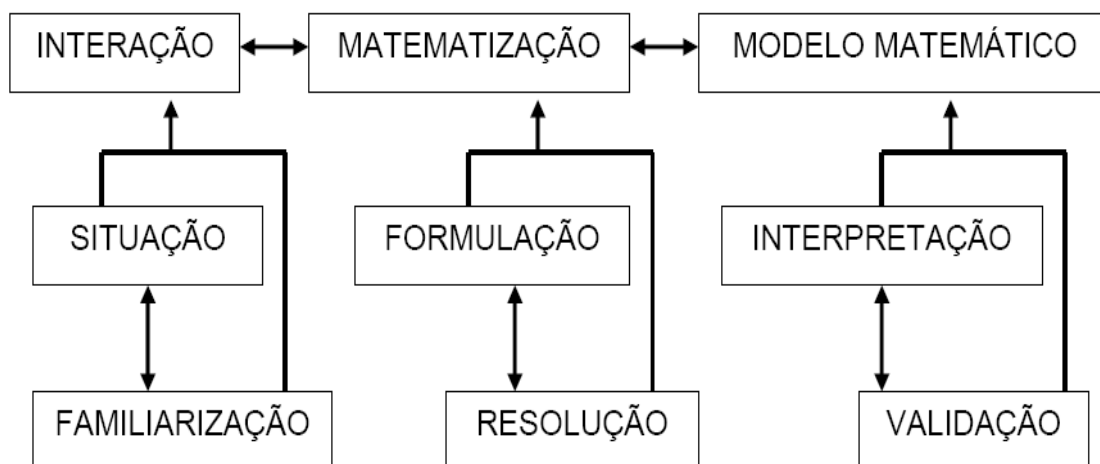 INTERAÇÃO
MATEMATIZAÇÃO
MODELO MATEMÁTICO
SITUAÇÃO
FORMULAÇÃO
INTERPRETAÇÃO
FAMILIARIZAÇÃO
RESOLUÇÃO
VALIDAÇÃO